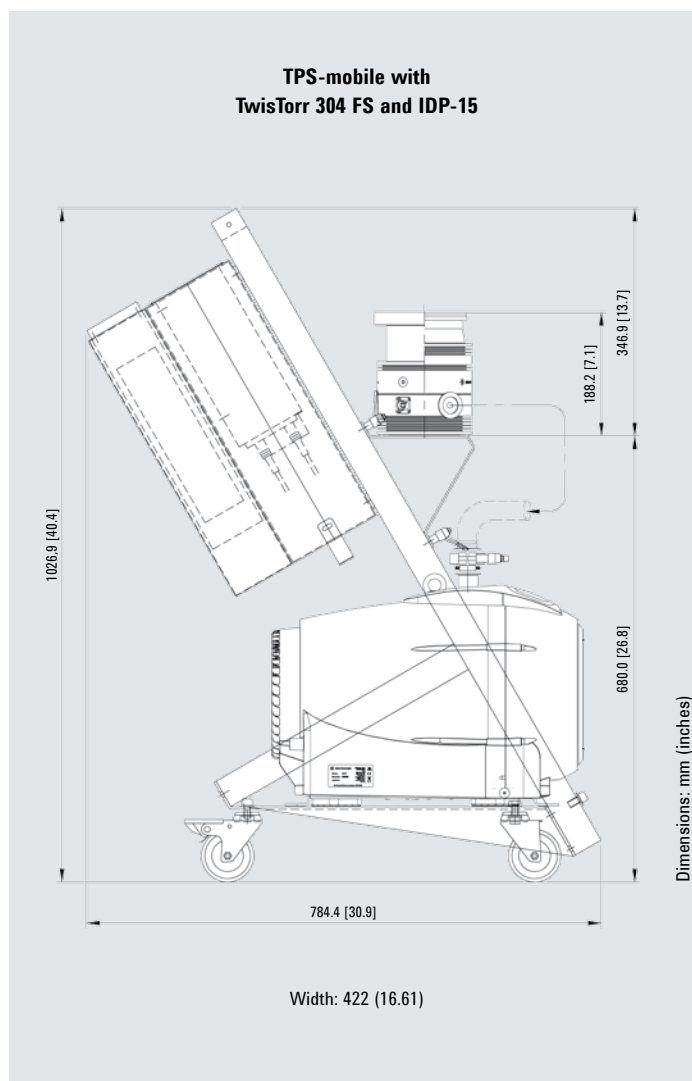 TPS-mobile with
TwisTorr 304 FS and IDP-15
346.9 [13.7]
188.2 [7.1]
1026.9 [40.4]
680.0 [26.8]
Dimensions: mm (inches)
784.4 [30.9]
Width: 422 (16.61)